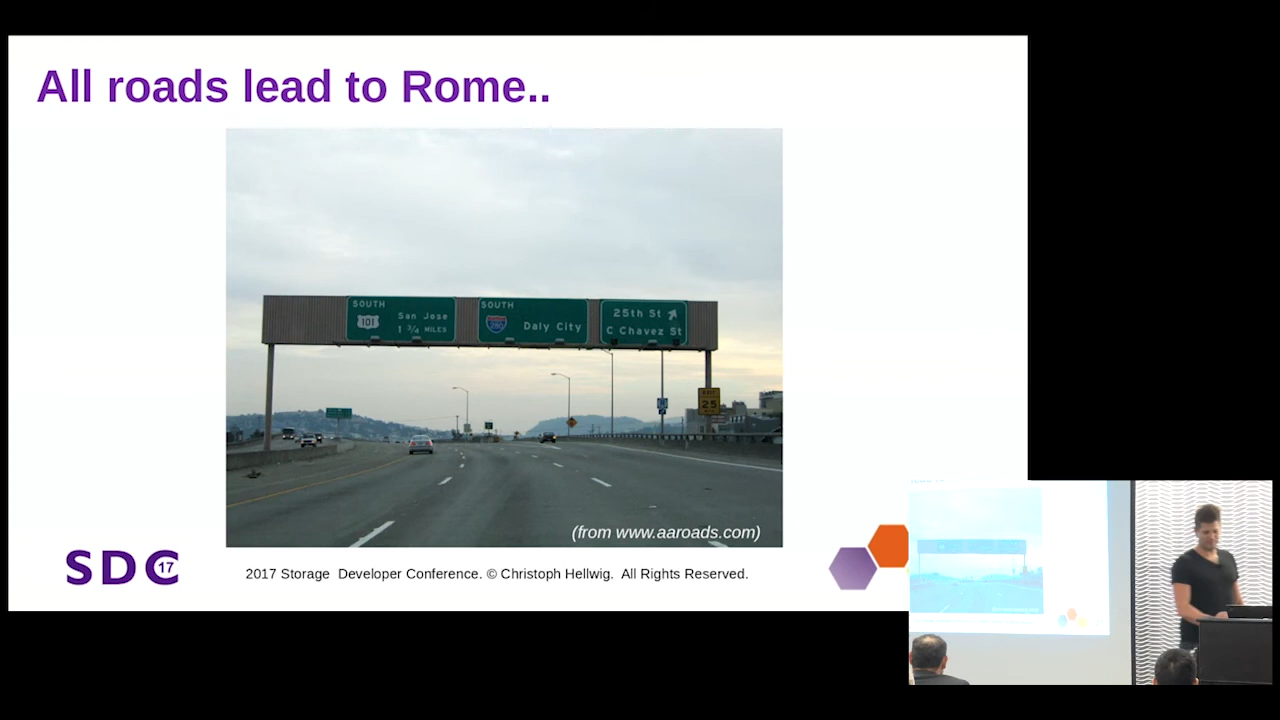 All roads lead to Rome..
SOUTH
101
San Jose
1 3/4 MILES
SOUTH
280
Daly City
25th St
C Chavez St
EXIT
25
(from www.aaroads.com)
SDC
17
2017 Storage Developer Conference. © Christoph Hellwig. All Rights Reserved.